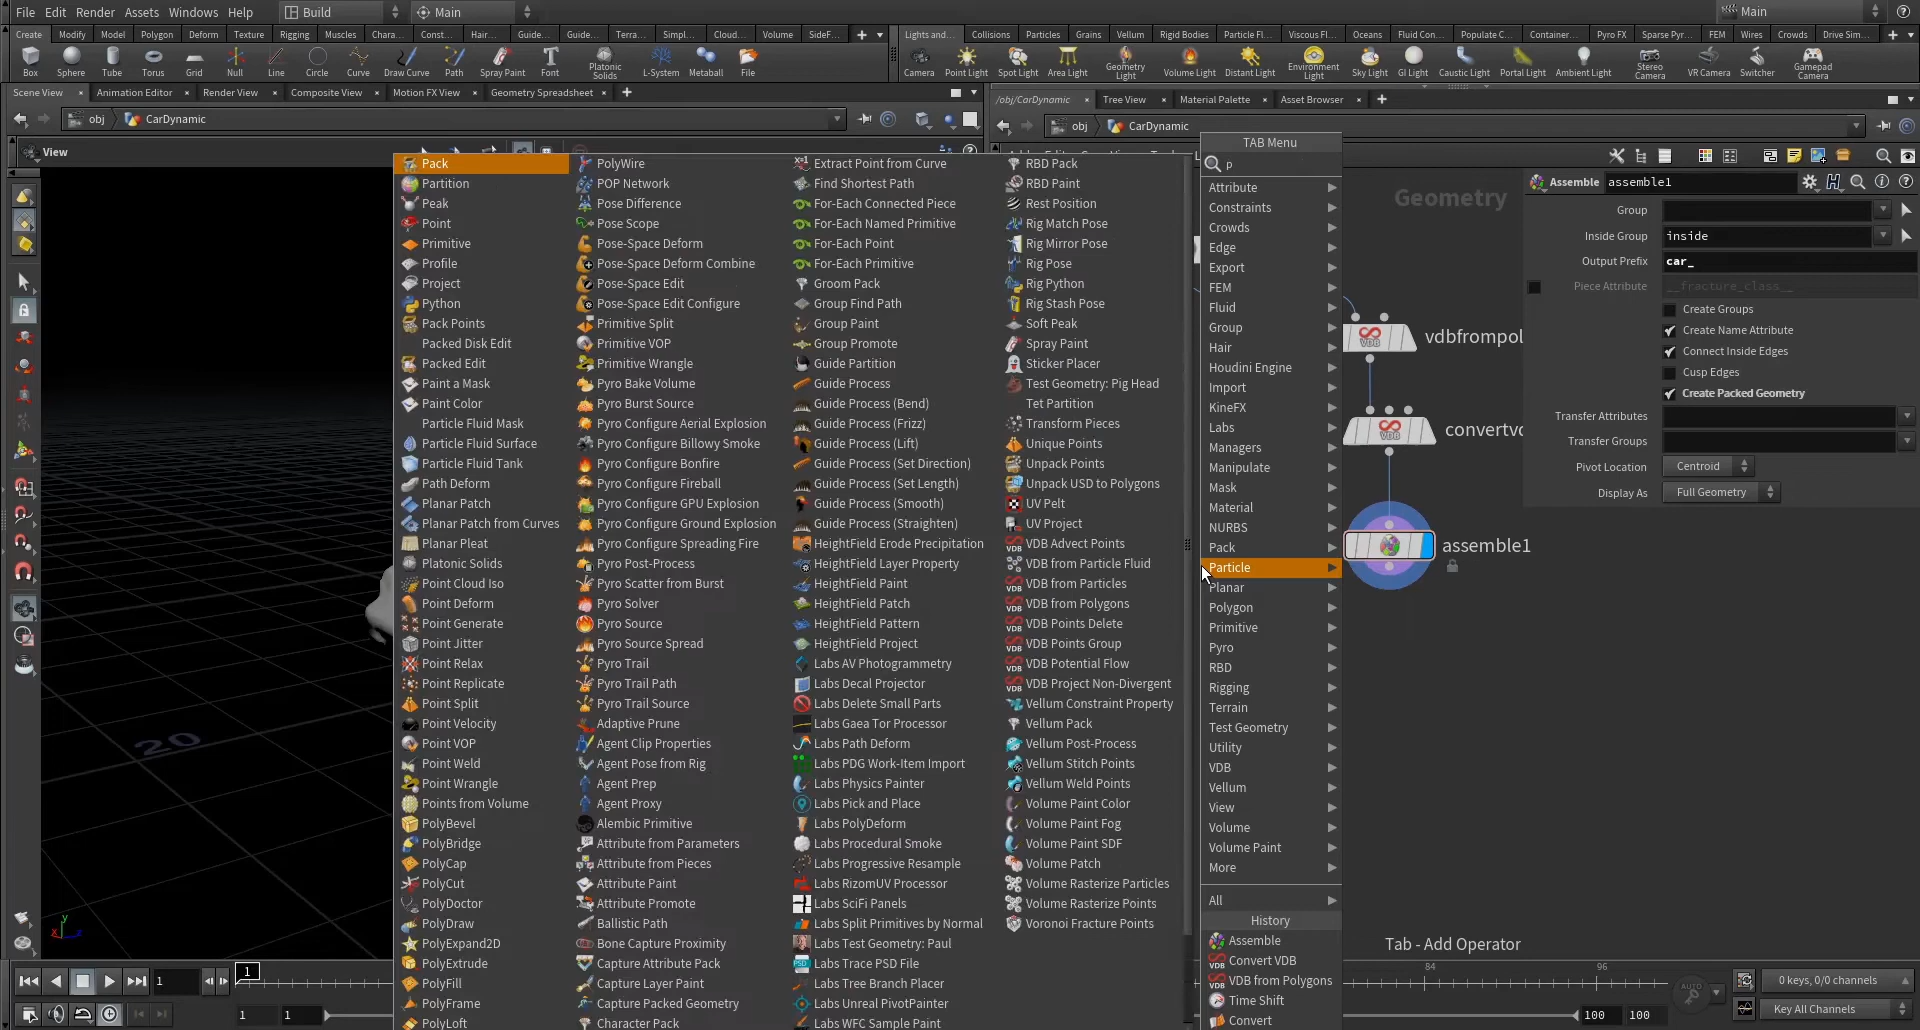 File Edit Render Assets Windows Help Build Main Main
Create Modify Model Polygon Deform Texture Rigging Muscles Chara... Const... Hair... Guide... Guide... Terra... Simpl... Cloud... Volume SideF...
Lights and... Collisions Particles Grains Vellum Rigid Bodies Particle Fl... Viscous Fl... Oceans Fluid Con... Populate C... Container... Pyro FX Sparse Pyr... FEM Wires Crowds Drive Sim...
Box Sphere Tube Torus Grid Null Line Circle Curve Draw Curve Path Spray Paint Font Platonic Solids L-System Metaball File
Camera Point Light Spot Light Area Light Geometry Light Volume Light Distant Light Environment Light Sky Light GI Light Caustic Light Portal Light Ambient Light Stereo Camera VR Camera Switcher Gamepad Camera
Scene View Animation Editor Render View Composite View Motion FX View Geometry Spreadsheet
/obj/CarDynamic Tree View Material Palette Asset Browser
obj CarDynamic
obj CarDynamic
View
Pack
Partition
Peak
Point
Primitive
Profile
Project
Python
Pack Points
Packed Disk Edit
Packed Edit
Paint a Mask
Paint Color
Particle Fluid Mask
Particle Fluid Surface
Particle Fluid Tank
Path Deform
Planar Patch
Planar Patch from Curves
Planar Pleat
Platonic Solids
Point Cloud Iso
Point Deform
Point Generate
Point Jitter
Point Relax
Point Replicate
Point Split
Point Velocity
Point VOP
Point Weld
Point Wrangle
Points from Volume
PolyBevel
PolyBridge
PolyCap
PolyCut
PolyDoctor
PolyDraw
PolyExpand2D
PolyExtrude
PolyFill
PolyFrame
PolyLoft
PolyWire
POP Network
Pose Difference
Pose Scope
Pose-Space Deform
Pose-Space Deform Combine
Pose-Space Edit
Pose-Space Edit Configure
Primitive Split
Primitive VOP
Primitive Wrangle
Pyro Bake Volume
Pyro Burst Source
Pyro Configure Aerial Explosion
Pyro Configure Billowy Smoke
Pyro Configure Bonfire
Pyro Configure Fireball
Pyro Configure GPU Explosion
Pyro Configure Ground Explosion
Pyro Configure Spreading Fire
Pyro Post-Process
Pyro Scatter from Burst
Pyro Solver
Pyro Source
Pyro Source Spread
Pyro Trail
Pyro Trail Path
Pyro Trail Source
Adaptive Prune
Agent Clip Properties
Agent Pose from Rig
Agent Prep
Agent Proxy
Alembic Primitive
Attribute from Parameters
Attribute from Pieces
Attribute Paint
Attribute Promote
Ballistic Path
Bone Capture Proximity
Capture Attribute Pack
Capture Layer Paint
Capture Packed Geometry
Character Pack
Extract Point from Curve
Find Shortest Path
For-Each Connected Piece
For-Each Named Primitive
For-Each Point
For-Each Primitive
Groom Pack
Group Find Path
Group Paint
Group Promote
Guide Partition
Guide Process
Guide Process (Bend)
Guide Process (Frizz)
Guide Process (Lift)
Guide Process (Set Direction)
Guide Process (Set Length)
Guide Process (Smooth)
Guide Process (Straighten)
HeightField Erode Precipitation
HeightField Layer Property
HeightField Paint
HeightField Patch
HeightField Pattern
HeightField Project
Labs AV Photogrammetry
Labs Decal Projector
Labs Delete Small Parts
Labs Gaea Tor Processor
Labs Path Deform
Labs PDG Work-Item Import
Labs Physics Painter
Labs Pick and Place
Labs PolyDeform
Labs Procedural Smoke
Labs Progressive Resample
Labs RizomUV Processor
Labs SciFi Panels
Labs Split Primitives by Normal
Labs Test Geometry: Paul
Labs Trace PSD File
Labs Tree Branch Placer
Labs Unreal PivotPainter
Labs WFC Sample Paint
RBD Pack
RBD Paint
Rest Position
Rig Match Pose
Rig Mirror Pose
Rig Pose
Rig Python
Rig Stash Pose
Soft Peak
Spray Paint
Sticker Placer
Test Geometry: Pig Head
Tet Partition
Transform Pieces
Unique Points
Unpack Points
Unpack USD to Polygons
UV Pelt
UV Project
VDB Advect Points
VDB from Particle Fluid
VDB from Particles
VDB from Polygons
VDB Points Delete
VDB Points Group
VDB Potential Flow
VDB Project Non-Divergent
Vellum Constraint Property
Vellum Pack
Vellum Post-Process
Vellum Stitch Points
Vellum Weld Points
Volume Paint Color
Volume Paint Fog
Volume Paint SDF
Volume Patch
Volume Rasterize Particles
Volume Rasterize Points
Voronoi Fracture Points
TAB Menu
p
Attribute
Constraints
Crowds
Edge
Export
FEM
Fluid
Group
Hair
Houdini Engine
Import
KineFX
Labs
Managers
Manipulate
Mask
Material
NURBS
Pack
Particle
Planar
Polygon
Primitive
Pyro
RBD
Rigging
Terrain
Test Geometry
Utility
VDB
Vellum
View
Volume
Volume Paint
More
All
History
Assemble
Convert VDB
VDB from Polygons
Time Shift
Convert
Geometry
vdbfrompol
convertvd
assemble1
Tab - Add Operator
Assemble assemble1
Group
Inside Group inside
Output Prefix car_
Piece Attribute __fracture_class__
Create Groups
Create Name Attribute
Connect Inside Edges
Cusp Edges
Create Packed Geometry
Transfer Attributes
Transfer Groups
Pivot Location Centroid
Display As Full Geometry
20
y
1 1 84 96 AUTO 0 keys, 0/0 channels
1 1 100 100 Key All Channels